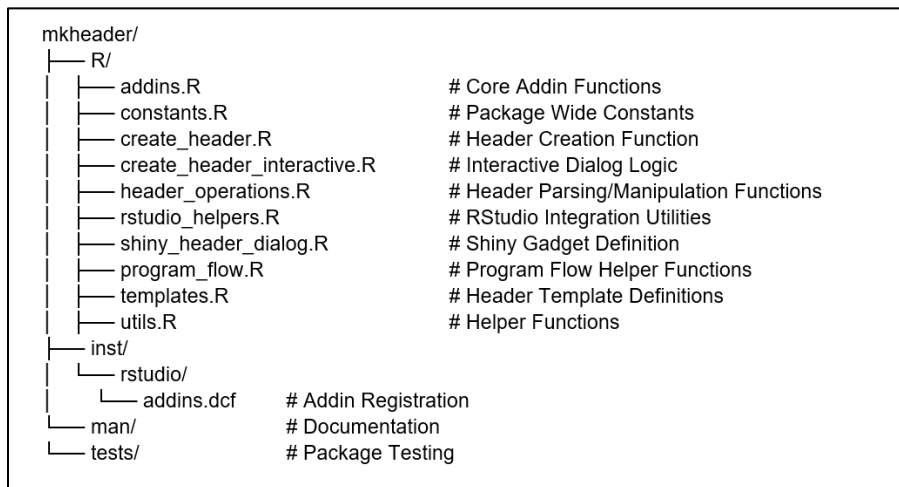 mkheader/
├── R/
│   ├── addins.R # Core Addin Functions
│   ├── constants.R # Package Wide Constants
│   ├── create_header.R # Header Creation Function
│   ├── create_header_interactive.R # Interactive Dialog Logic
│   ├── header_operations.R # Header Parsing/Manipulation Functions
│   ├── rstudio_helpers.R # RStudio Integration Utilities
│   ├── shiny_header_dialog.R # Shiny Gadget Definition
│   ├── program_flow.R # Program Flow Helper Functions
│   ├── templates.R # Header Template Definitions
│   ├── utils.R # Helper Functions
├── inst/
│   └── rstudio/
│       └── addins.dcf # Addin Registration
└── man/ # Documentation
└── tests/ # Package Testing